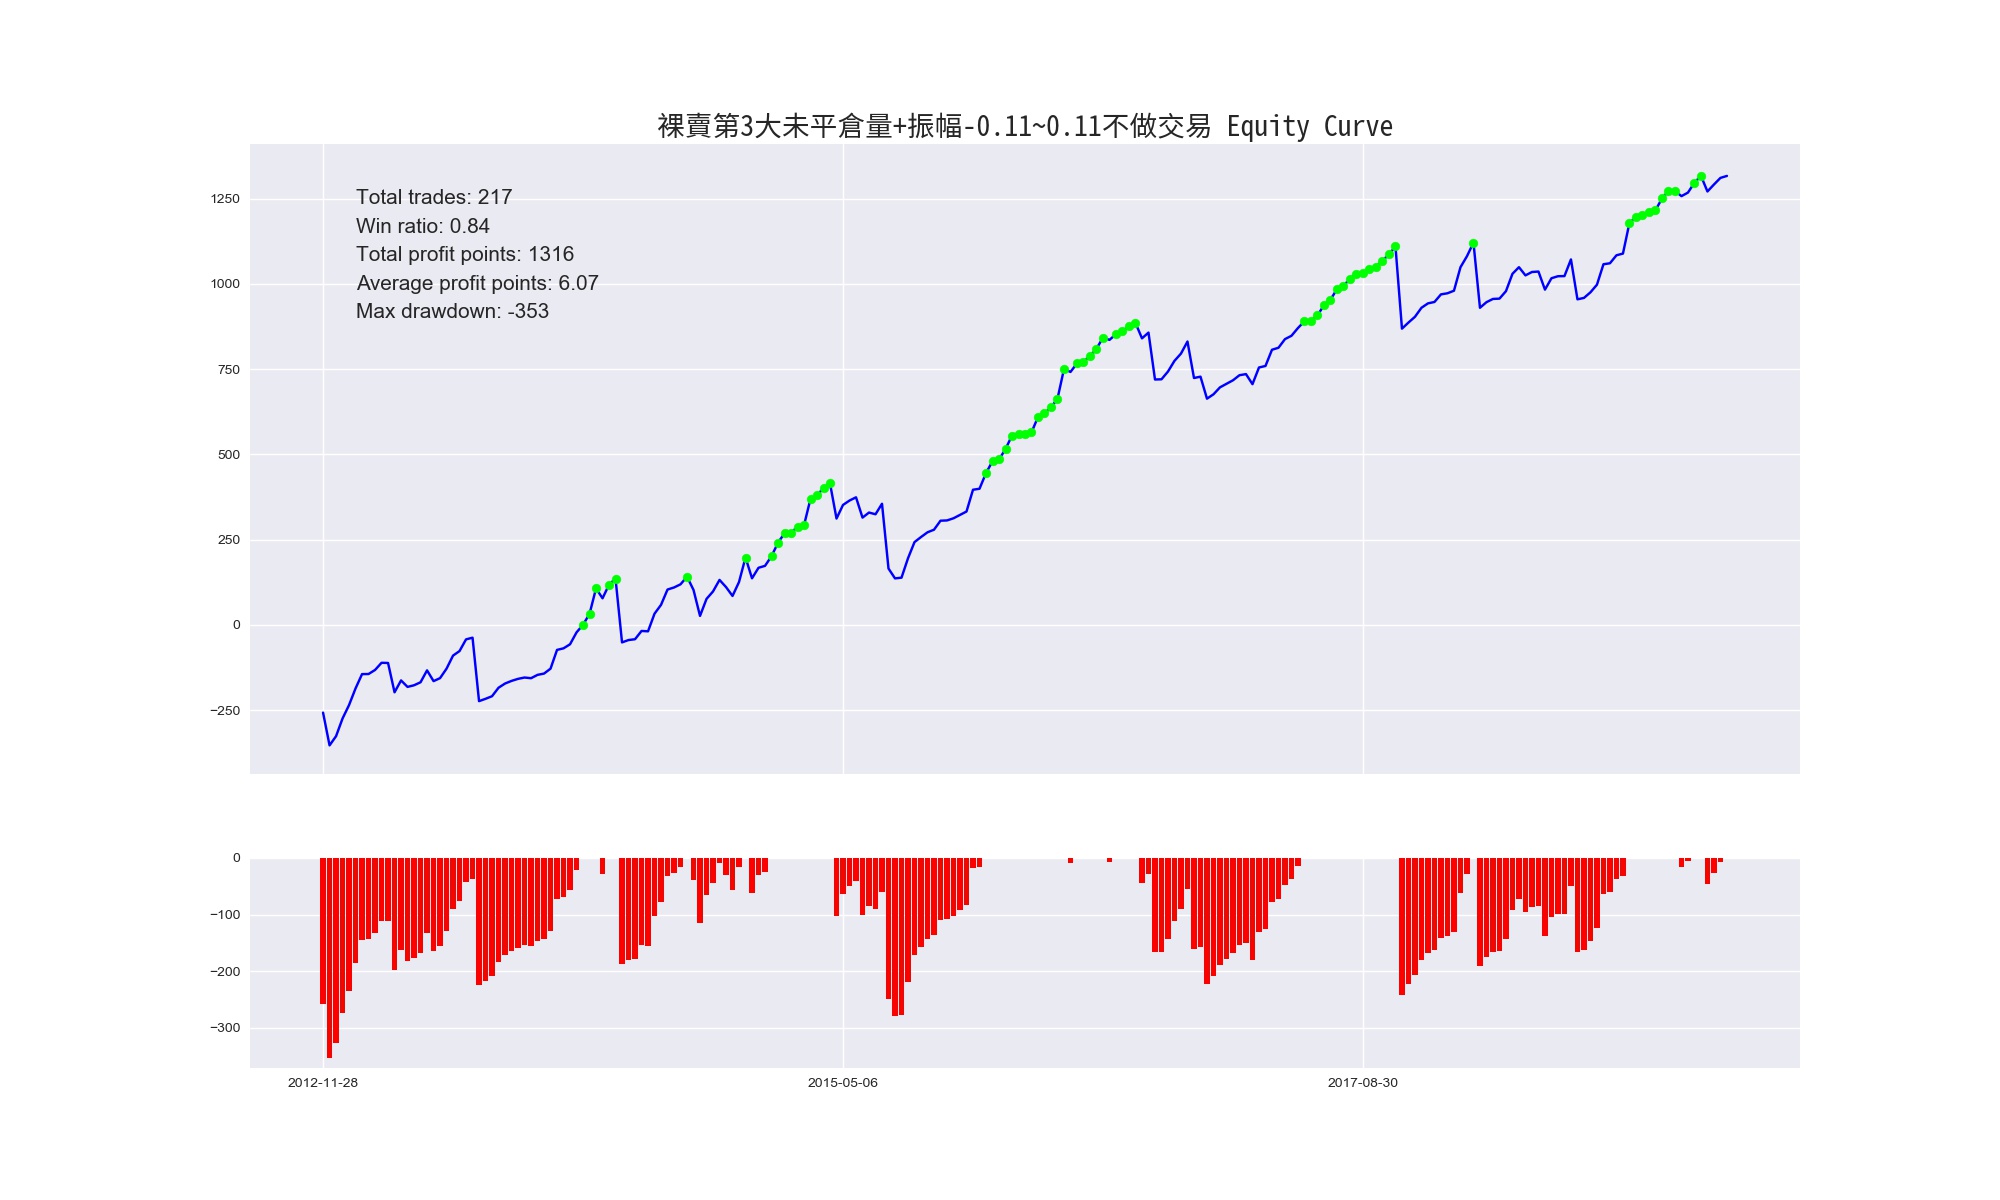 裸賣第3大未平倉量+振幅-0.11~0.11不做交易 Equity Curve
Total trades: 217
Win ratio: 0.84
Total profit points: 1316
Average profit points: 6.07
Max drawdown: -353
1250
1000
750
500
250
0
−250
0
−100
−200
−300
2012-11-28 2015-05-06 2017-08-30